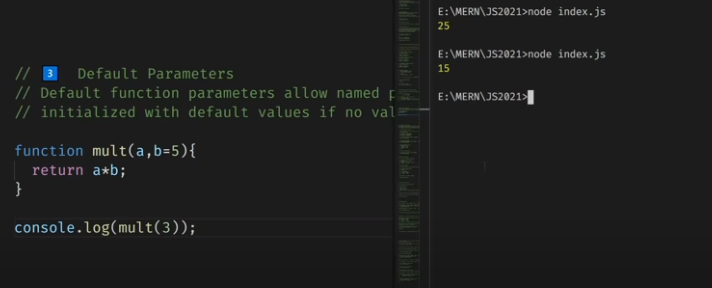 // 3 Default Parameters
// Default function parameters allow named p
// initialized with default values if no val
function mult(a,b=5){
return a*b;
}
console.log(mult(3));
E:\MERN\JS2021>node index.js
25
E:\MERN\JS2021>node index.js
15
E:\MERN\JS2021>